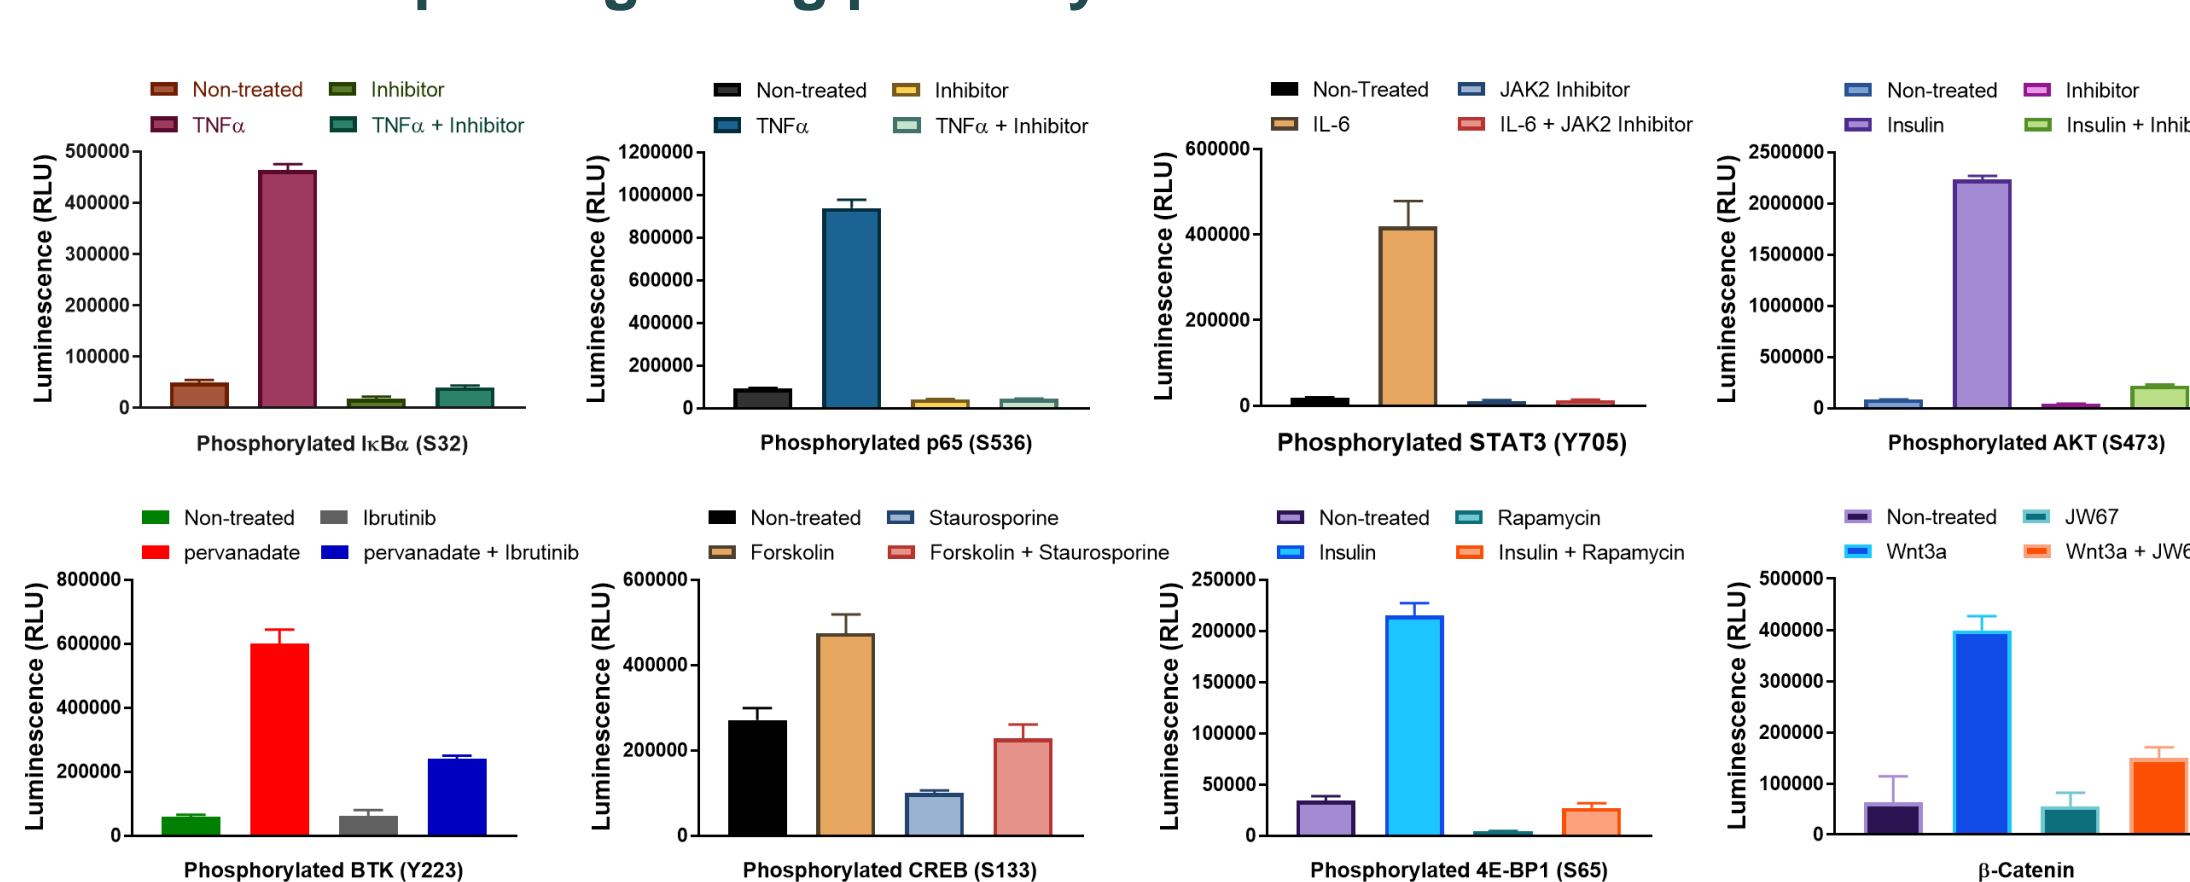 Non-treated Inhibitor
TNFα TNFα + Inhibitor
Luminescence (RLU)
500000
400000
300000
200000
100000
0
Phosphorylated IκBα (S32)
Non-treated Inhibitor
TNFα TNFα + Inhibitor
Luminescence (RLU)
1200000
1000000
800000
600000
400000
200000
0
Phosphorylated p65 (S536)
Non-Treated JAK2 Inhibitor
IL-6 IL-6 + JAK2 Inhibitor
Luminescence (RLU)
600000
400000
200000
0
Phosphorylated STAT3 (Y705)
Non-treated Inhibitor
Insulin Insulin + Inhib
Luminescence (RLU)
2500000
2000000
1500000
1000000
500000
0
Phosphorylated AKT (S473)
Non-treated Ibrutinib
pervanadate pervanadate + Ibrutinib
Luminescence (RLU)
800000
600000
400000
200000
0
Phosphorylated BTK (Y223)
Non-treated Staurosporine
Forskolin Forskolin + Staurosporine
Luminescence (RLU)
600000
400000
200000
0
Phosphorylated CREB (S133)
Non-treated Rapamycin
Insulin Insulin + Rapamycin
Luminescence (RLU)
250000
200000
150000
100000
50000
0
Phosphorylated 4E-BP1 (S65)
Non-treated JW67
Wnt3a Wnt3a + JW6
Luminescence (RLU)
500000
400000
300000
200000
100000
0
β-Catenin